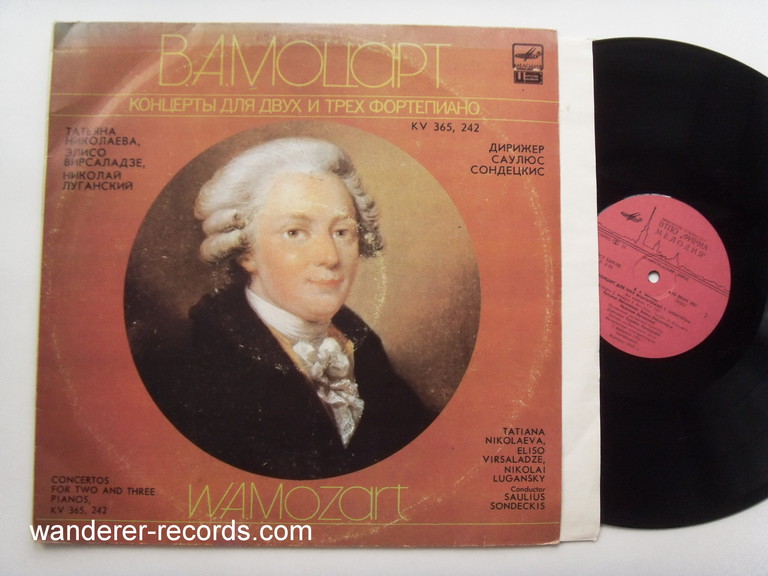 В.А.МОЦАРТ
КОНЦЕРТЫ ДЛЯ ДВУХ И ТРЕХ ФОРТЕПИАНО
KV 365, 242
ТАТЬЯНА
НИКОЛАЕВА,
ЭЛИСО
ВИРСАЛАДЗЕ,
НИКОЛАЙ
ЛУГАНСКИЙ
ДИРИЖЕР
САУЛЮС
СОНДЕЦКИС
МЕЛОДИЯ
TATIANA
NIKOLAEVA,
ELISO
VIRSALADZE,
NIKOLAI
LUGANSKY
Conductor
SAULIUS
SONDECKIS
CONCERTOS
FOR TWO AND THREE
PIANOS,
KV 365, 242
W.A.Mozart
wanderer-records.com